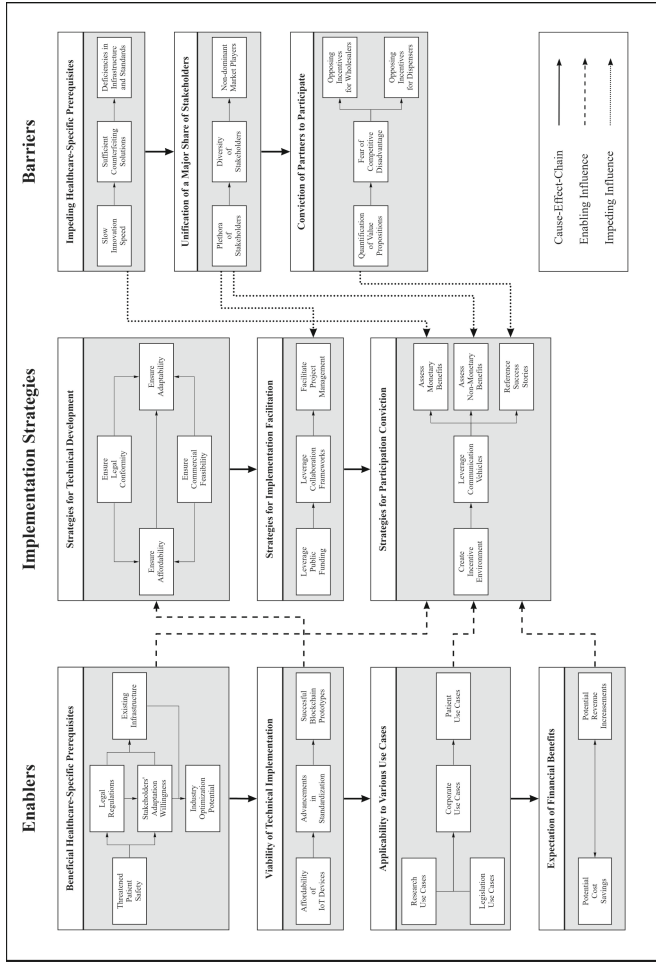 Enablers
Beneficial Healthcare-Specific Prerequisites
Threatened
Patient
Safety
Legal
Regulations
Stakeholders'
Adaptation
Willingness
Industry
Optimization
Potential
Existing
Infrastructure
Viability of Technical Implementation
Affordability
of
IoT Devices
Advancements
in
Standardization
Succesful
Blockchain
Prototypes
Applicability to Various Use Cases
Research
Use Cases
Legislation
Use Cases
Corporate
Use Cases
Patient
Use Cases
Expectation of Financial Benefits
Potential
Cost
Savings
Potential
Revenue
Increasements
Implementation Strategies
Strategies for Technical Development
Ensure
Affordability
Ensure
Legal
Conformity
Ensure
Commercial
Feasibility
Ensure
Adaptability
Strategies for Implementation Facilitation
Leverage
Public
Funding
Leverage
Collaboration
Frameworks
Facilitate
Project
Management
Strategies for Participation Conviction
Create
Incentive
Environment
Leverage
Communication
Vehicles
Assess
Monetary
Benefits
Assess
Non-Monetary
Benefits
Reference
Success
Stories
Barriers
Impeding Healthcare-Specific Prerequisites
Slow
Innovation
Speed
Sufficient
Counterfeiting
Solutions
Deficiencies in
Infrastructure
and Standards
Unification of a Major Share of Stakeholders
Plethora
of
Stakeholders
Diversity
of
Stakeholders
Non-dominant
Market Players
Conviction of Partners to Participate
Quantification
of Value
Propositions
Fear of
Competitive
Disadvantage
Opposing
Incentives
for Wholesalers
Opposing
Incentives
for Dispensers
Cause-Effect-Chain
Enabling Influence
Impeding Influence